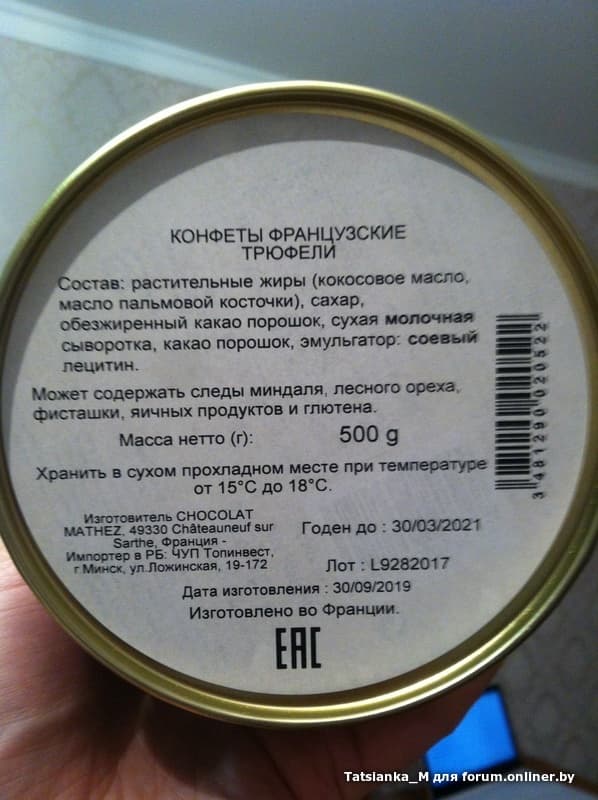 КОНФЕТЫ ФРАНЦУЗСКИЕ
ТРЮФЕЛИ
Состав: растительные жиры (кокосовое масло,
масло пальмовой косточки), сахар,
обезжиренный какао порошок, сухая молочная
сыворотка, какао порошок, эмульгатор: соевый
лецитин.
Может содержать следы миндаля, лесного ореха,
фисташки, яичных продуктов и глютена.
Масса нетто (г): 500 g
Хранить в сухом прохладном месте при температуре
от 15°C до 18°C.
Изготовитель CHOCOLAT
MATHEZ, 49330 Châteauneuf sur
Sarthe, Франция -
Импортер в РБ: ЧУП Топинвест,
г.Минск, ул.Ложинская, 19-172
Годен до : 30/03/2021
Лот : L9282017
Дата изготовления : 30/09/2019
Изготовлено во Франции.
EAC
3 481290 020522
Tatsianka_M для forum.onliner.by